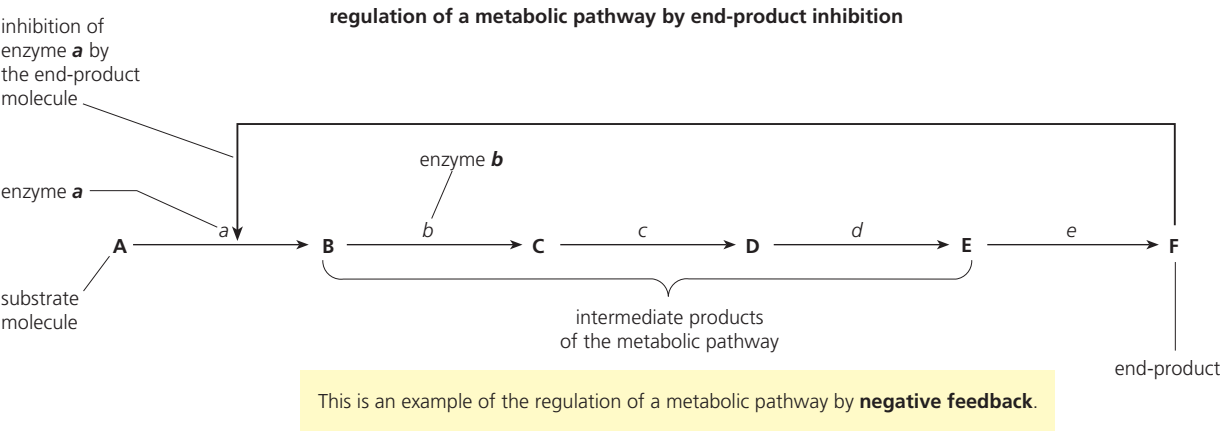 regulation of a metabolic pathway by end-product inhibition
inhibition of
enzyme a by
the end-product
molecule
enzyme b
enzyme a
a
A
B
b
C
c
D
d
E
e
F
substrate
molecule
intermediate products
of the metabolic pathway
end-product
This is an example of the regulation of a metabolic pathway by negative feedback.